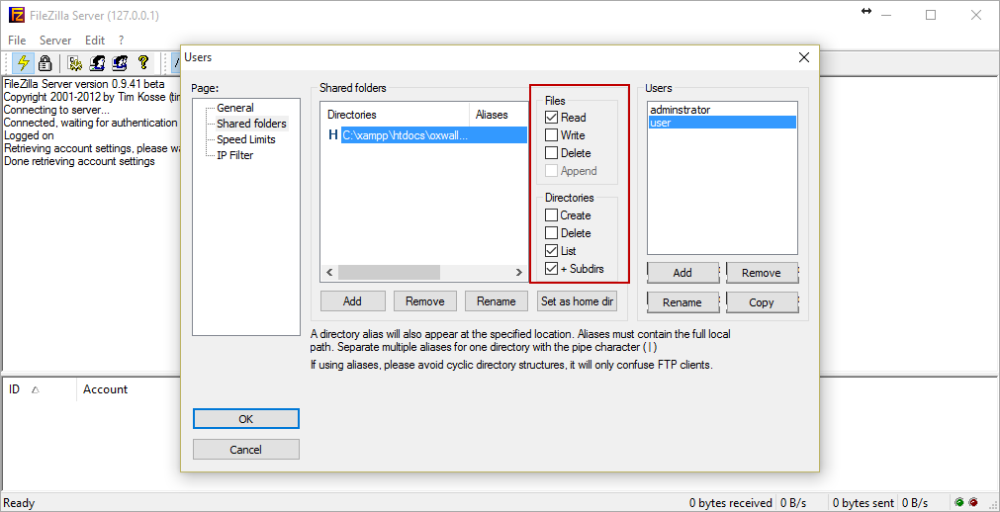 FileZilla Server (127.0.0.1)
File Server Edit ?
FileZilla Server version 0.9.41 beta
Copyright 2001-2012 by Tim Kosse (tim
Connecting to server...
Connected, waiting for authentication
Logged on
Retrieving account settings, please wa
Done retrieving account settings
Users
Page:
General
Shared folders
Speed Limits
IP Filter
OK
Cancel
Shared folders
Directories Aliases
H C:\xampp\htdocs\oxwall...
Files
Read
Write
Delete
Append
Directories
Create
Delete
List
+ Subdirs
Add Remove Rename Set as home dir
Users
adminstrator
user
Add Remove
Rename Copy
A directory alias will also appear at the specified location. Aliases must contain the full local
path. Separate multiple aliases for one directory with the pipe character ( | )
If using aliases, please avoid cyclic directory structures, it will only confuse FTP clients.
ID Account
Ready 0 bytes received 0 B/s 0 bytes sent 0 B/s